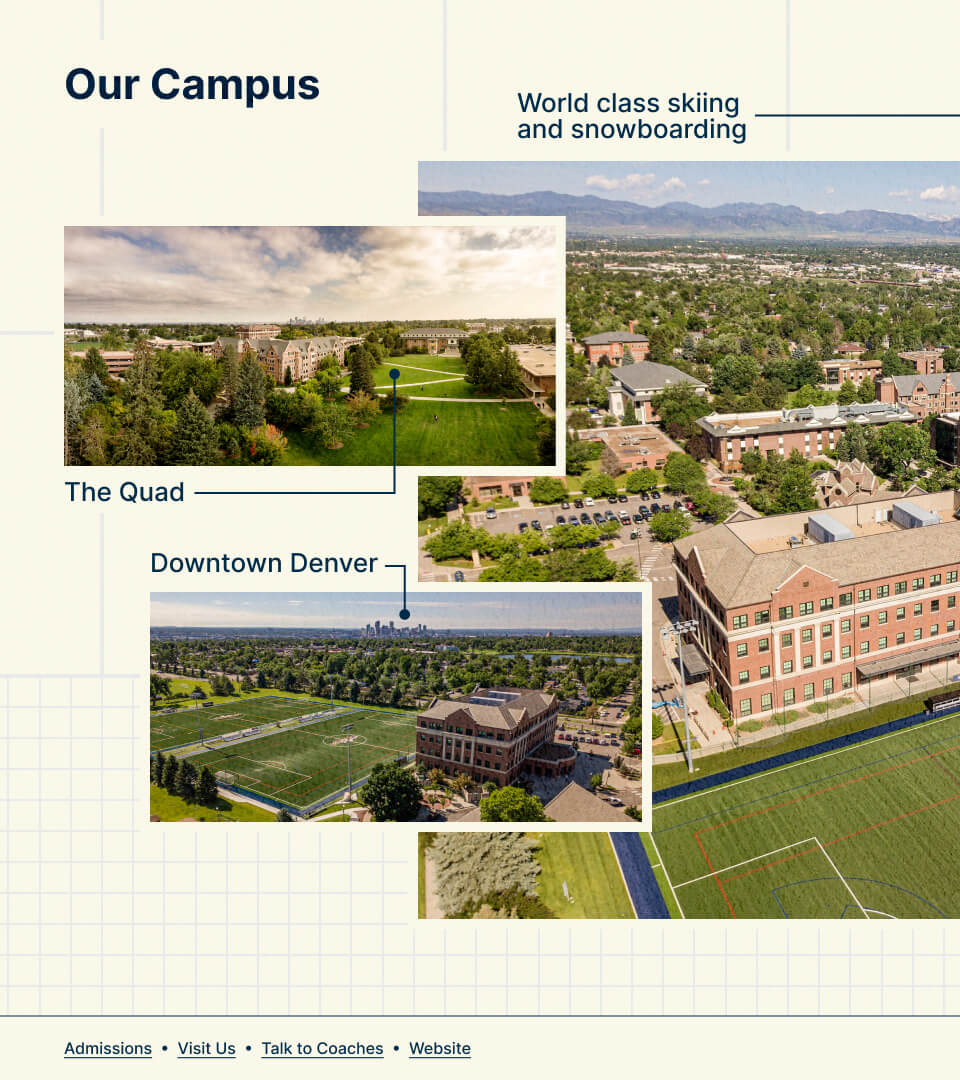 Our Campus
World class skiing
and snowboarding
The Quad
Downtown Denver
Admissions • Visit Us • Talk to Coaches • Website